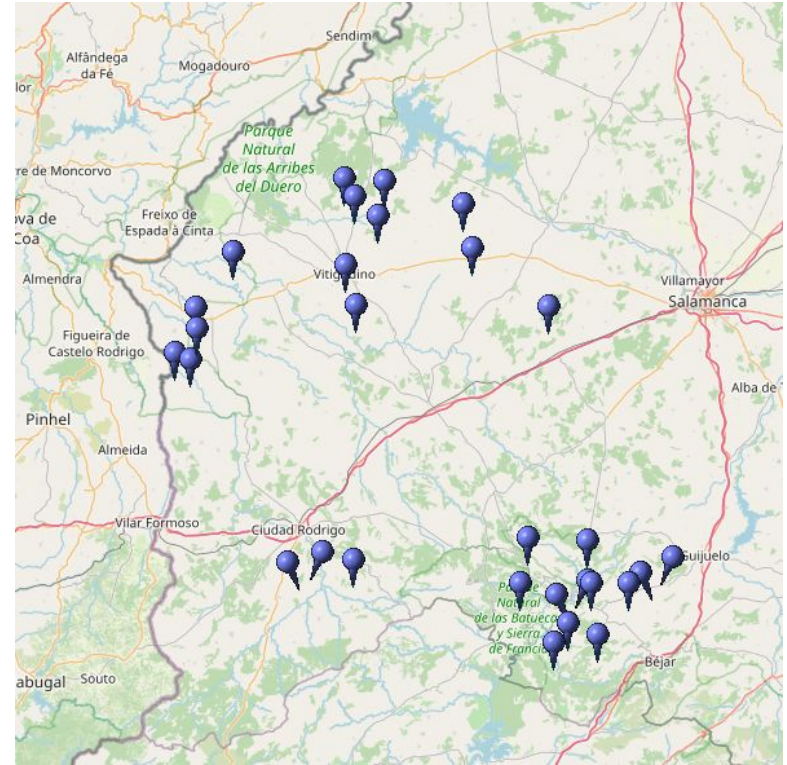 Sendim
Alfândega
da Fé
Mogadouro
Parque
Natural
de las Arribes
del Duero
re de Moncorvo
ova de
Coa
Freixo de
Espada à Cinta
Almendra
Vitigudino
Villamayor
Salamanca
Figueira de
Castelo Rodrigo
Alba de
Pinhel
Almeida
Vilar Formoso
Ciudad Rodrigo
Guijuelo
Parque
Natural
de las Batuecas
y Sierra
de Francia
Béjar
abugal
Souto